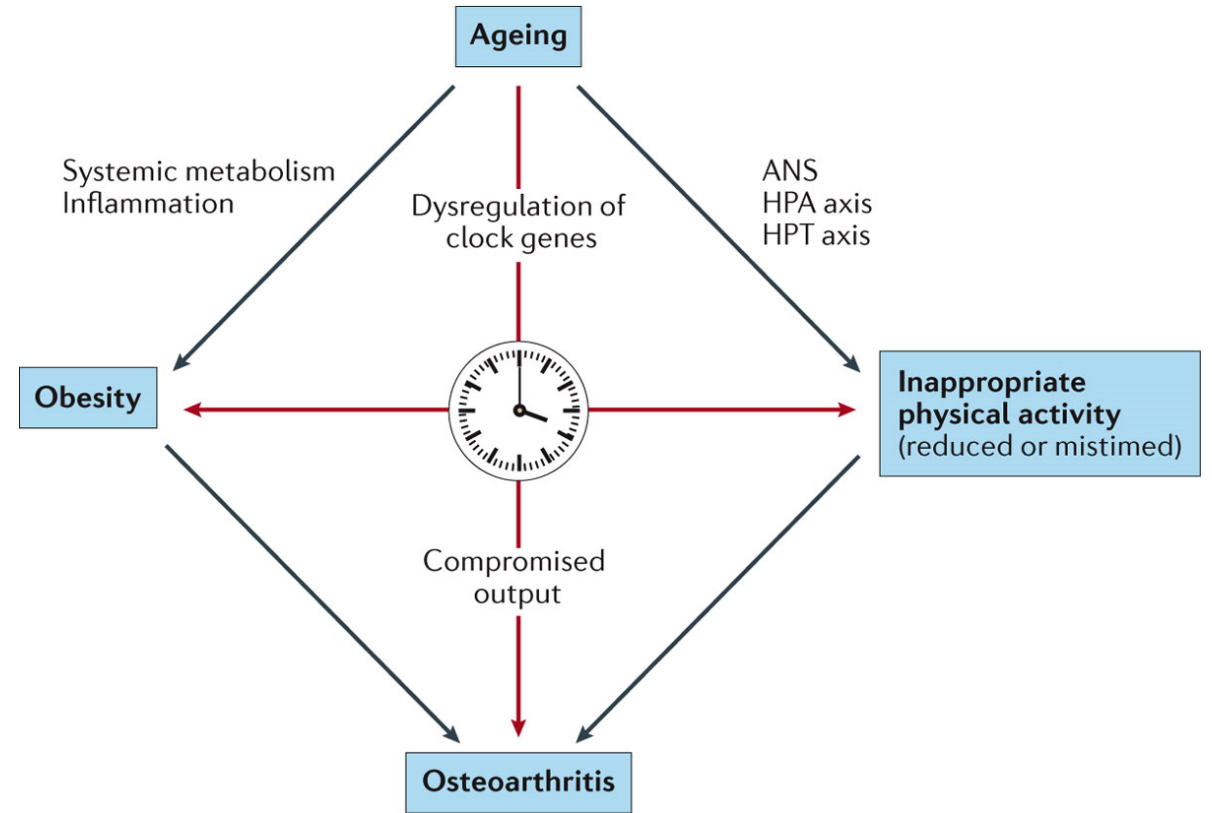 Ageing
Systemic metabolism
Inflammation
Dysregulation of
clock genes
ANS
HPA axis
HPT axis
Obesity
Inappropriate
physical activity
(reduced or mistimed)
Compromised
output
Osteoarthritis